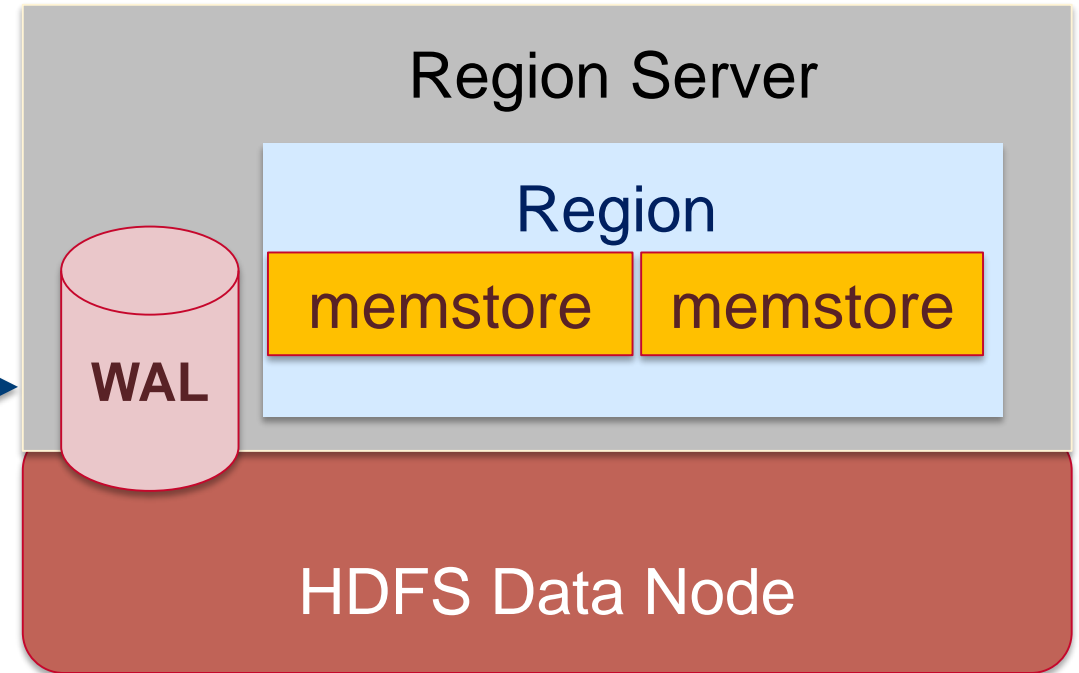 Region Server
Region
memstore memstore
WAL
HDFS Data Node